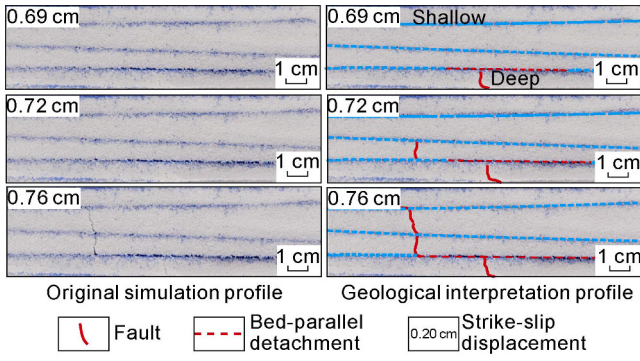 0.69 cm
1 cm
0.69 cm
Shallow
Deep
1 cm
0.72 cm
1 cm
0.72 cm
1 cm
0.76 cm
1 cm
0.76 cm
1 cm
Original simulation profile
Geological interpretation profile
Fault
Bed-parallel
detachment
0.20 cm
Strike-slip
displacement